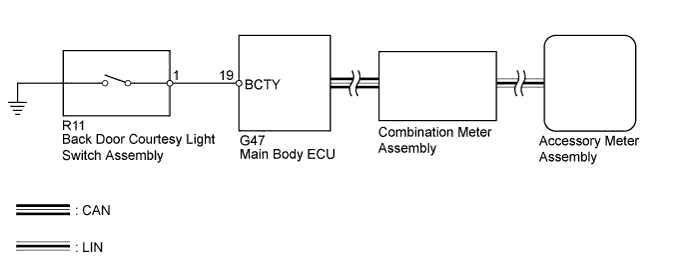 1
19
BCTY
R11
Back Door Courtesy Light
Switch Assembly
G47
Main Body ECU
Combination Meter
Assembly
Accessory Meter
Assembly
: CAN
: LIN